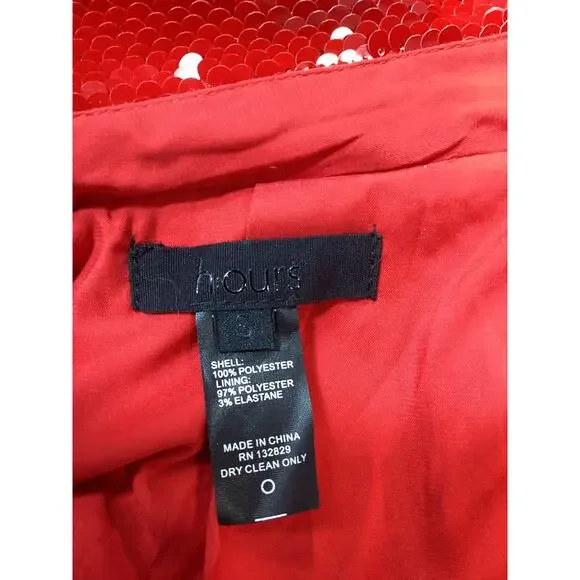 hours
S
SHELL:
100% POLYESTER
LINING:
97% POLYESTER
3% ELASTANE
MADE IN CHINA
RN 132829
DRY CLEAN ONLY